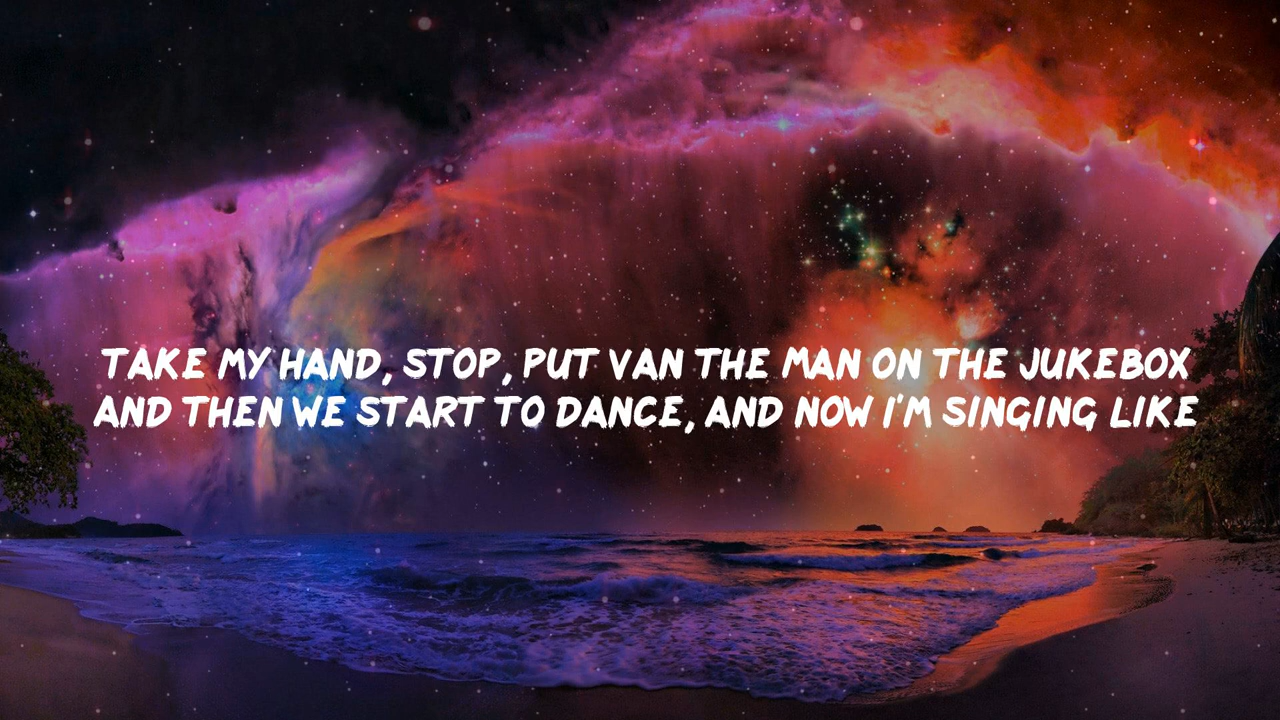 TAKE MY HAND, STOP, PUT VAN THE MAN ON THE JUKEBOX
AND THEN WE START TO DANCE, AND NOW I'M SINGING LIKE